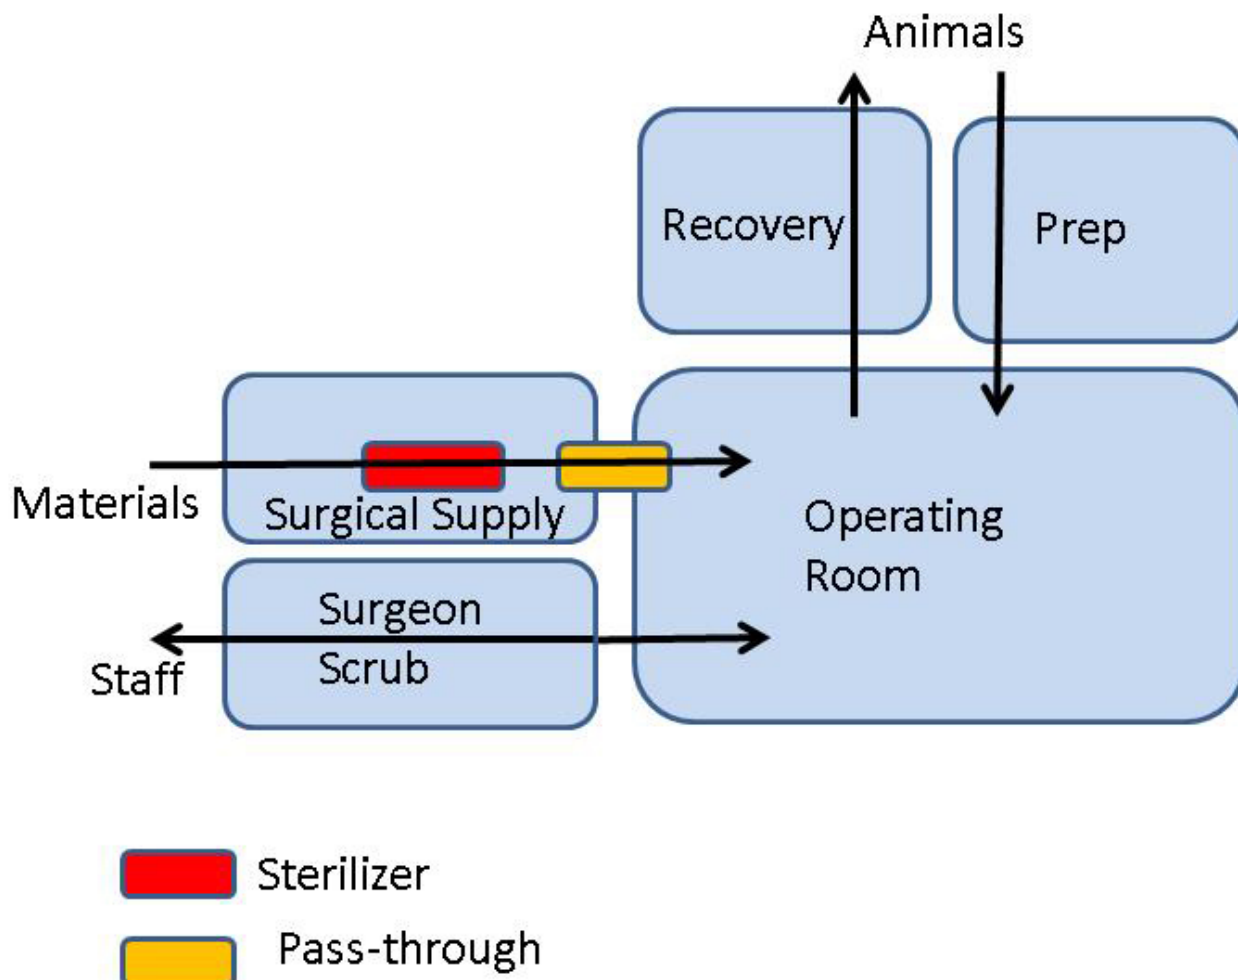 Animals
Recovery
Prep
Materials
Surgical Supply
Operating
Room
Surgeon
Scrub
Staff
Sterilizer
Pass-through